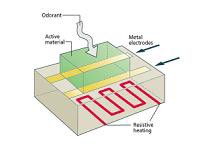 Odorant
Active
material
Metal
electrodes
Resistive
heating